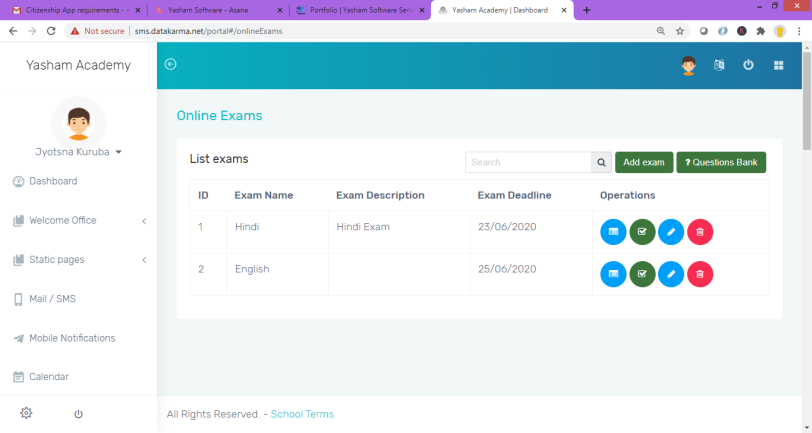 Citizenship App requirements -
Yasham Software - Asana
Portfolio | Yasham Software Serv
Yasham Academy | Dashboard
Not secure | sms.datakarma.net/portal#/onlineExams
Yasham Academy
Jyotsna Kuruba
Dashboard
Welcome Office
Static pages
Mail / SMS
Mobile Notifications
Calendar
Online Exams
List exams
Search
Add exam
? Questions Bank
ID Exam Name Exam Description Exam Deadline Operations
1 Hindi Hindi Exam 23/06/2020
2 English 25/06/2020
All Rights Reserved. - School Terms